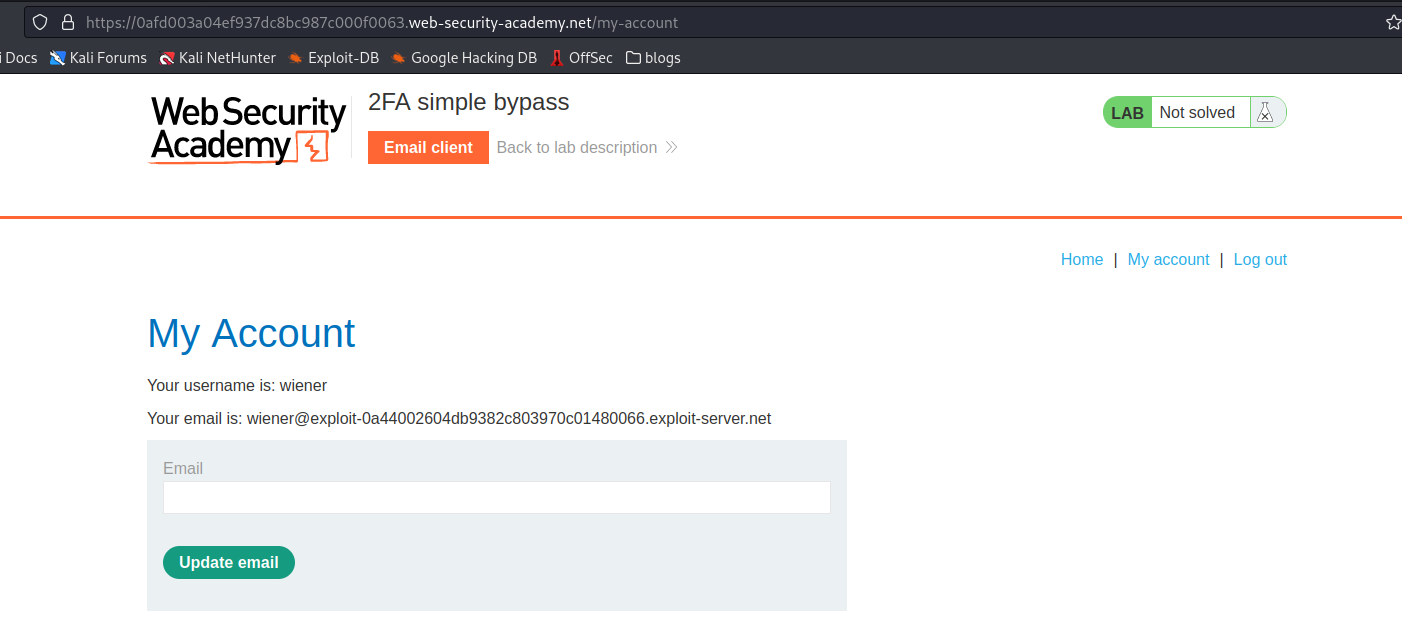 https://0afd003a04ef937dc8bc987c000f0063.web-security-academy.net/my-account
i Docs Kali Forums Kali NetHunter Exploit-DB Google Hacking DB OffSec blogs
Web Security
Academy
2FA simple bypass
Email client Back to lab description
LAB Not solved
Home | My account | Log out
My Account
Your username is: wiener
Your email is: wiener@exploit-0a44002604db9382c803970c01480066.exploit-server.net
Email
Update email